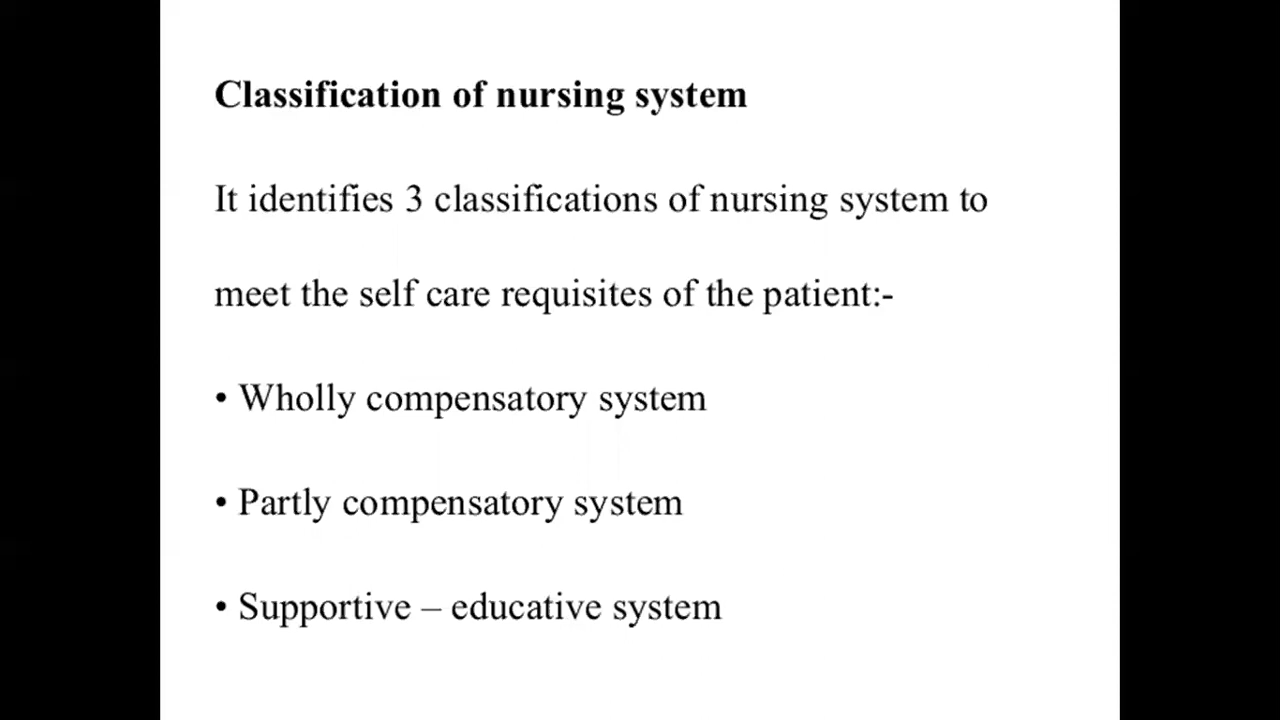 Classification of nursing system
It identifies 3 classifications of nursing system to
meet the self care requisites of the patient:-
• Wholly compensatory system
• Partly compensatory system
• Supportive – educative system